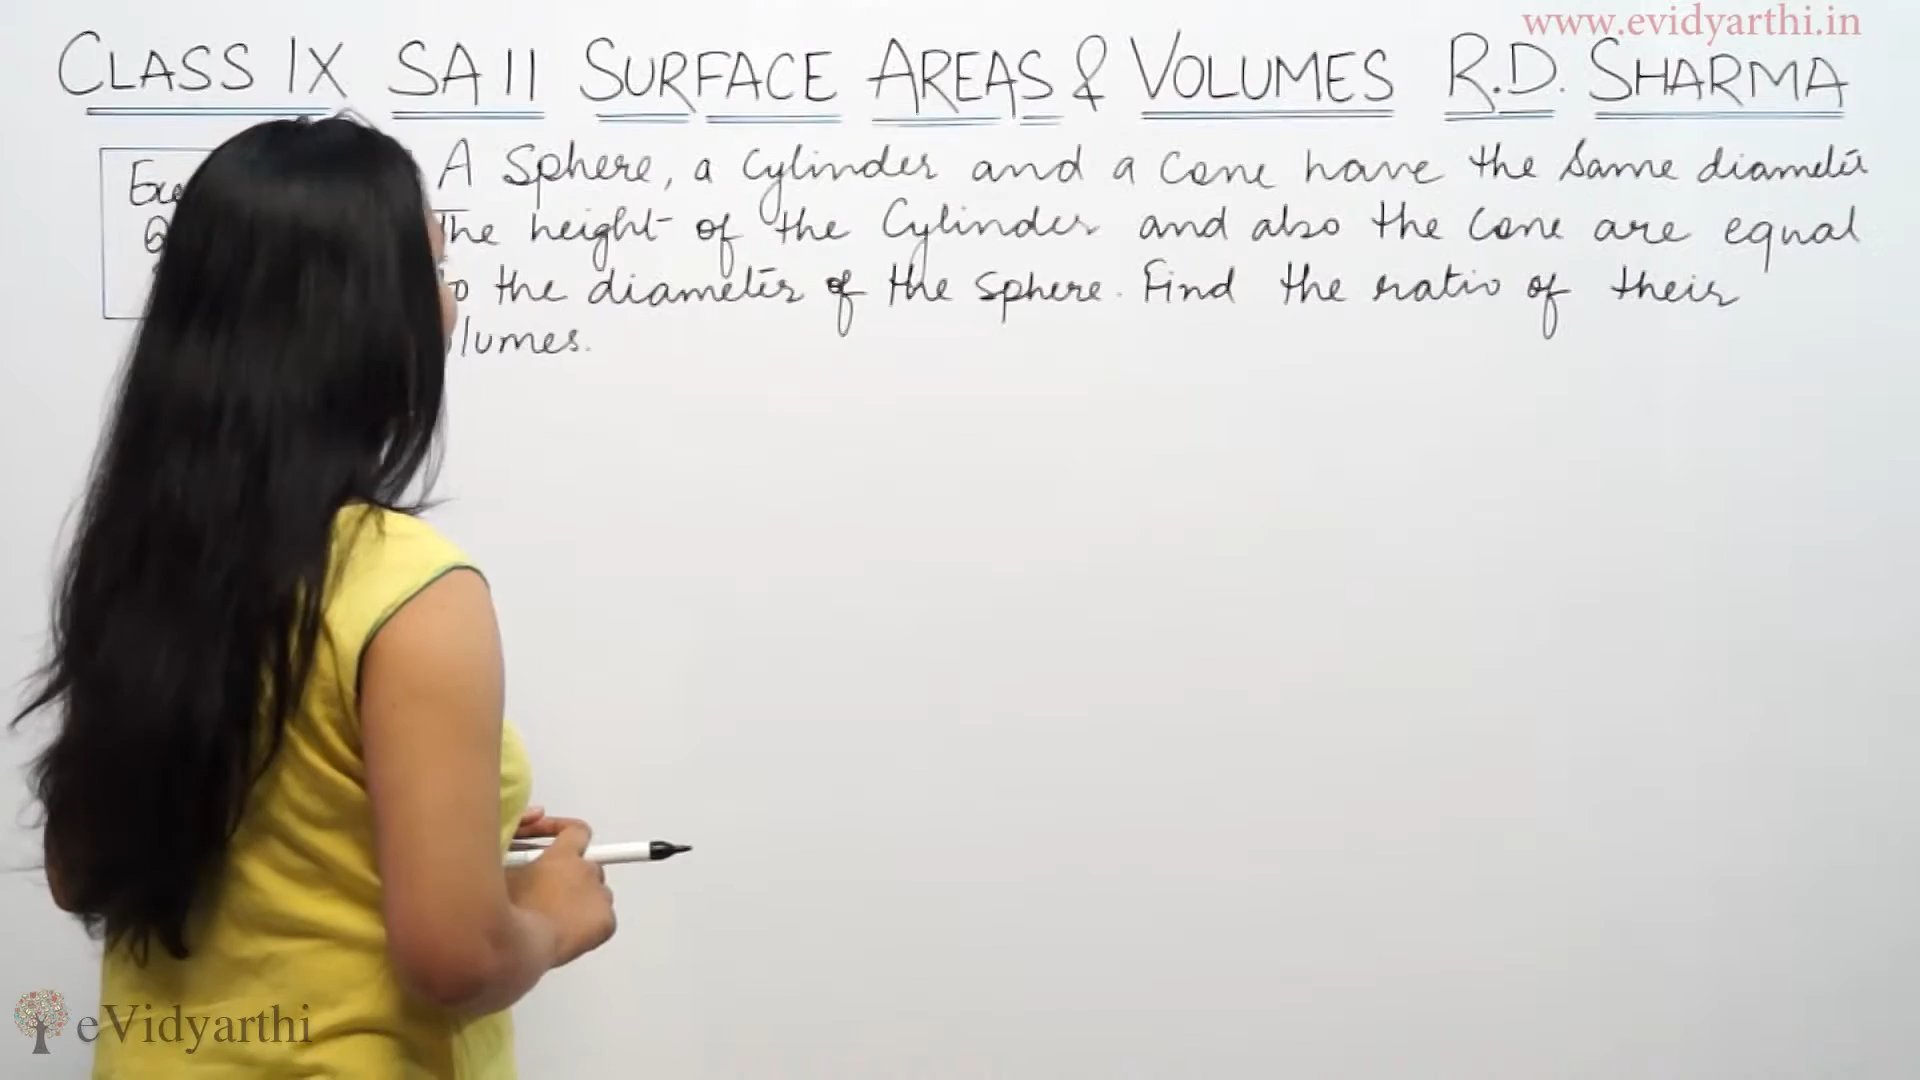 www.evidyarthi.in
CLASS IX SA II SURFACE AREAS & VOLUMES R.D. SHARMA
A Sphere, a Cylinder and a cone have the same diameter
The height of the Cylinder and also the cone are equal
the diameter of the sphere. Find the ratio of their
eVidyarthi